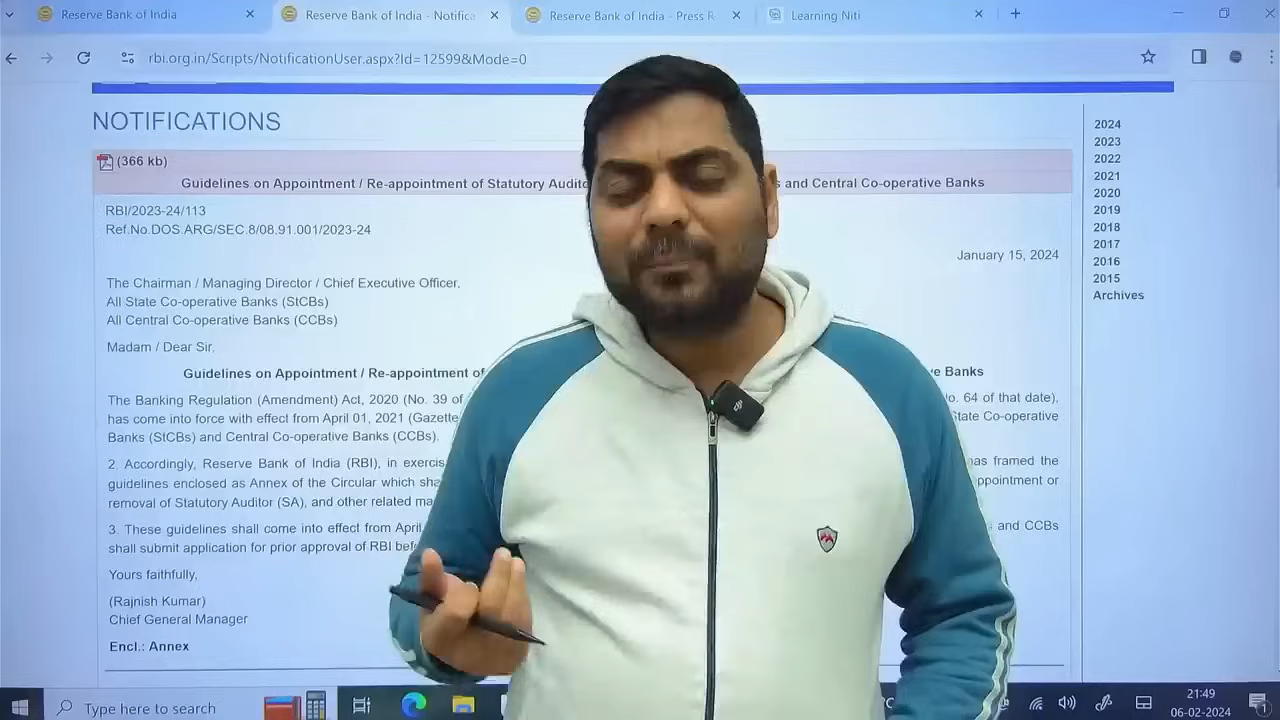 Reserve Bank of India
Reserve Bank of India - Notifica
Reserve Bank of India - Press R
Learning Niti
rbi.org.in/Scripts/NotificationUser.aspx?Id=12599&Mode=0
NOTIFICATIONS
(366 kb)
Guidelines on Appointment / Re-appointment of Statutory Audito s and Central Co-operative Banks
RBI/2023-24/113
Ref.No.DOS.ARG/SEC.8/08.91.001/2023-24
January 15, 2024
The Chairman / Managing Director / Chief Executive Officer,
All State Co-operative Banks (StCBs)
All Central Co-operative Banks (CCBs)
Madam / Dear Sir,
Guidelines on Appointment / Re-appointment of ve Banks
The Banking Regulation (Amendment) Act, 2020 (No. 39 of No. 64 of that date),
has come into force with effect from April 01, 2021 (Gazette State Co-operative
Banks (StCBs) and Central Co-operative Banks (CCBs).
2. Accordingly, Reserve Bank of India (RBI), in exercis has framed the
guidelines enclosed as Annex of the Circular which sha ppointment or
removal of Statutory Auditor (SA), and other related ma
3. These guidelines shall come into effect from April and CCBs
shall submit application for prior approval of RBI bef
Yours faithfully,
(Rajnish Kumar)
Chief General Manager
Encl.: Annex
2024
2023
2022
2021
2020
2019
2018
2017
2016
2015
Archives
Type here to search
21:49
06-02-2024